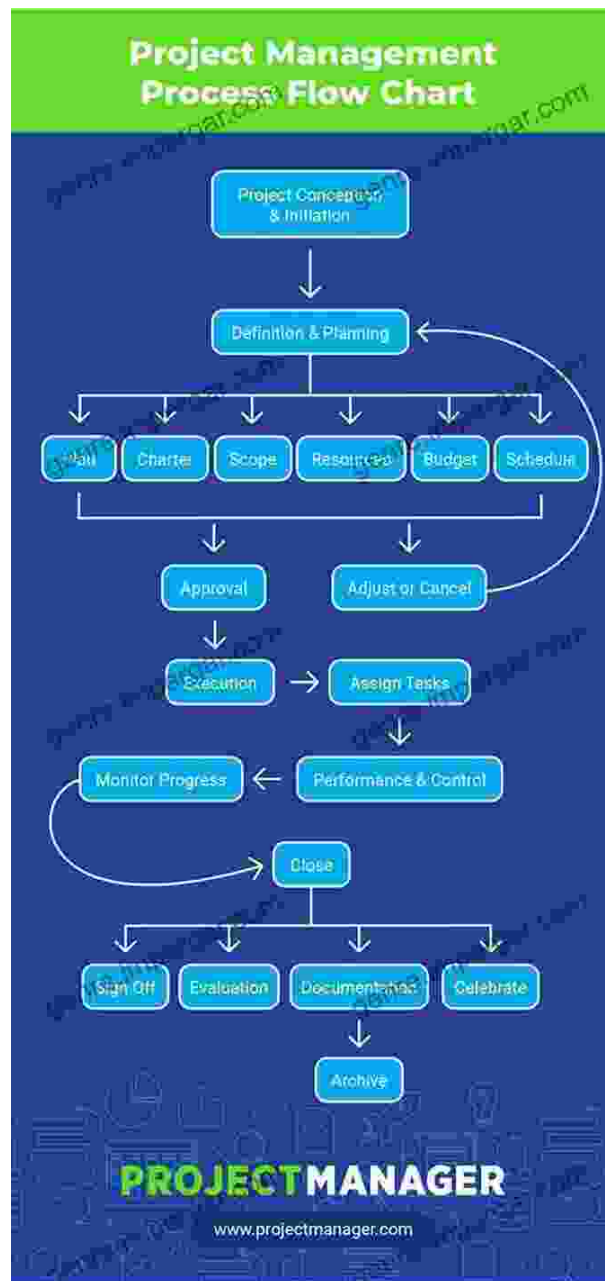 Project Management
Process Flow Chart
Project Conception
& Initiation
Definition & Planning
Plan
Charter
Scope
Resources
Budget
Schedule
Approval
Adjust or Cancel
Execution
Assign Tasks
Monitor Progress
Performance & Control
Close
Sign Off
Evaluation
Documentation
Celebrate
Archive
PROJECTMANAGER
www.projectmanager.com